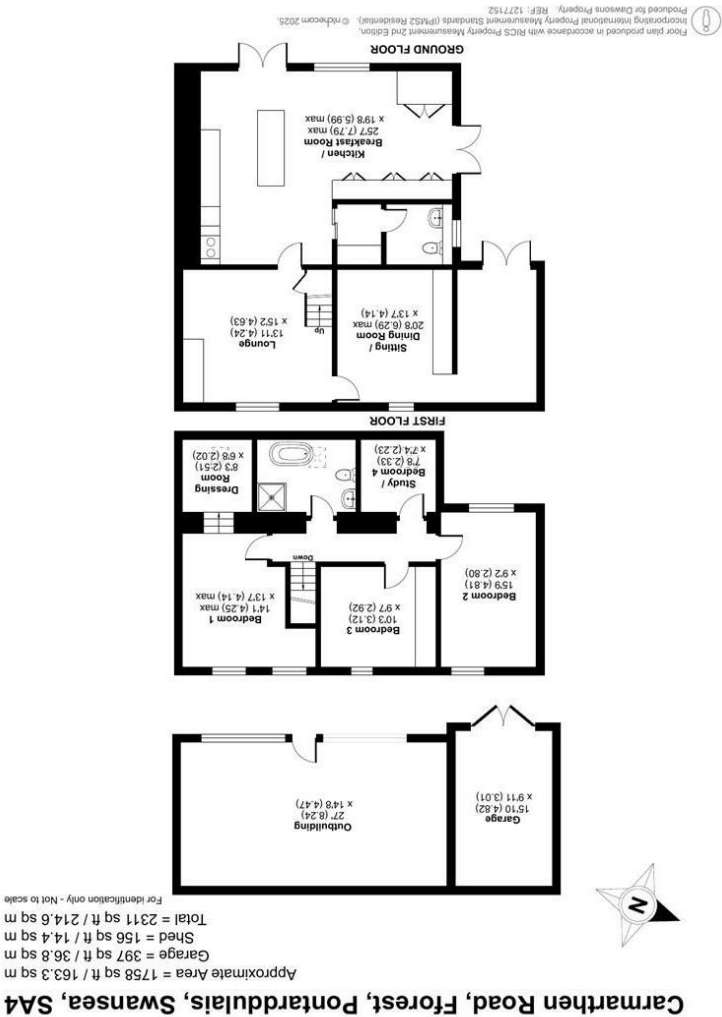 Carmarthen Road, Fforest, Pontarddulais, Swansea, SA4
Approximate Area = 1758 sq ft / 163.3 sq m
Garage = 397 sq ft / 36.8 sq m
Shed = 156 sq ft / 14.4 sq m
Total = 2311 sq ft / 214.6 sq m
For identification only - Not to scale
N
Garage
15'10 (4.82)
x 9'11 (3.01)
Outbuilding
27' (8.24)
x 14'8 (4.47)
Bedroom 2
15'9 (4.81)
x 9'2 (2.80)
Bedroom 3
10'3 (3.12)
x 9'7 (2.92)
Down
Bedroom 1
14'1 (4.25) max
x 13'7 (4.14) max
Study /
Bedroom 4
7'8 (2.33)
x 7'4 (2.23)
Dressing
Room
8'3 (2.51)
x 6'8 (2.02)
FIRST FLOOR
Sitting /
Dining Room
20'8 (6.29) max
x 13'7 (4.14)
Up
Lounge
13'11 (4.24)
x 15'2 (4.63)
Kitchen /
Breakfast Room
25'7 (7.79) max
x 19'8 (5.99) max
GROUND FLOOR
Floor plan produced in accordance with RICS Property Measurement 2nd Edition,
Incorporating International Property Measurement Standards (IPMS2 Residential). © nichecom 2025.
Produced for Dawsons Property. REF: 1277152